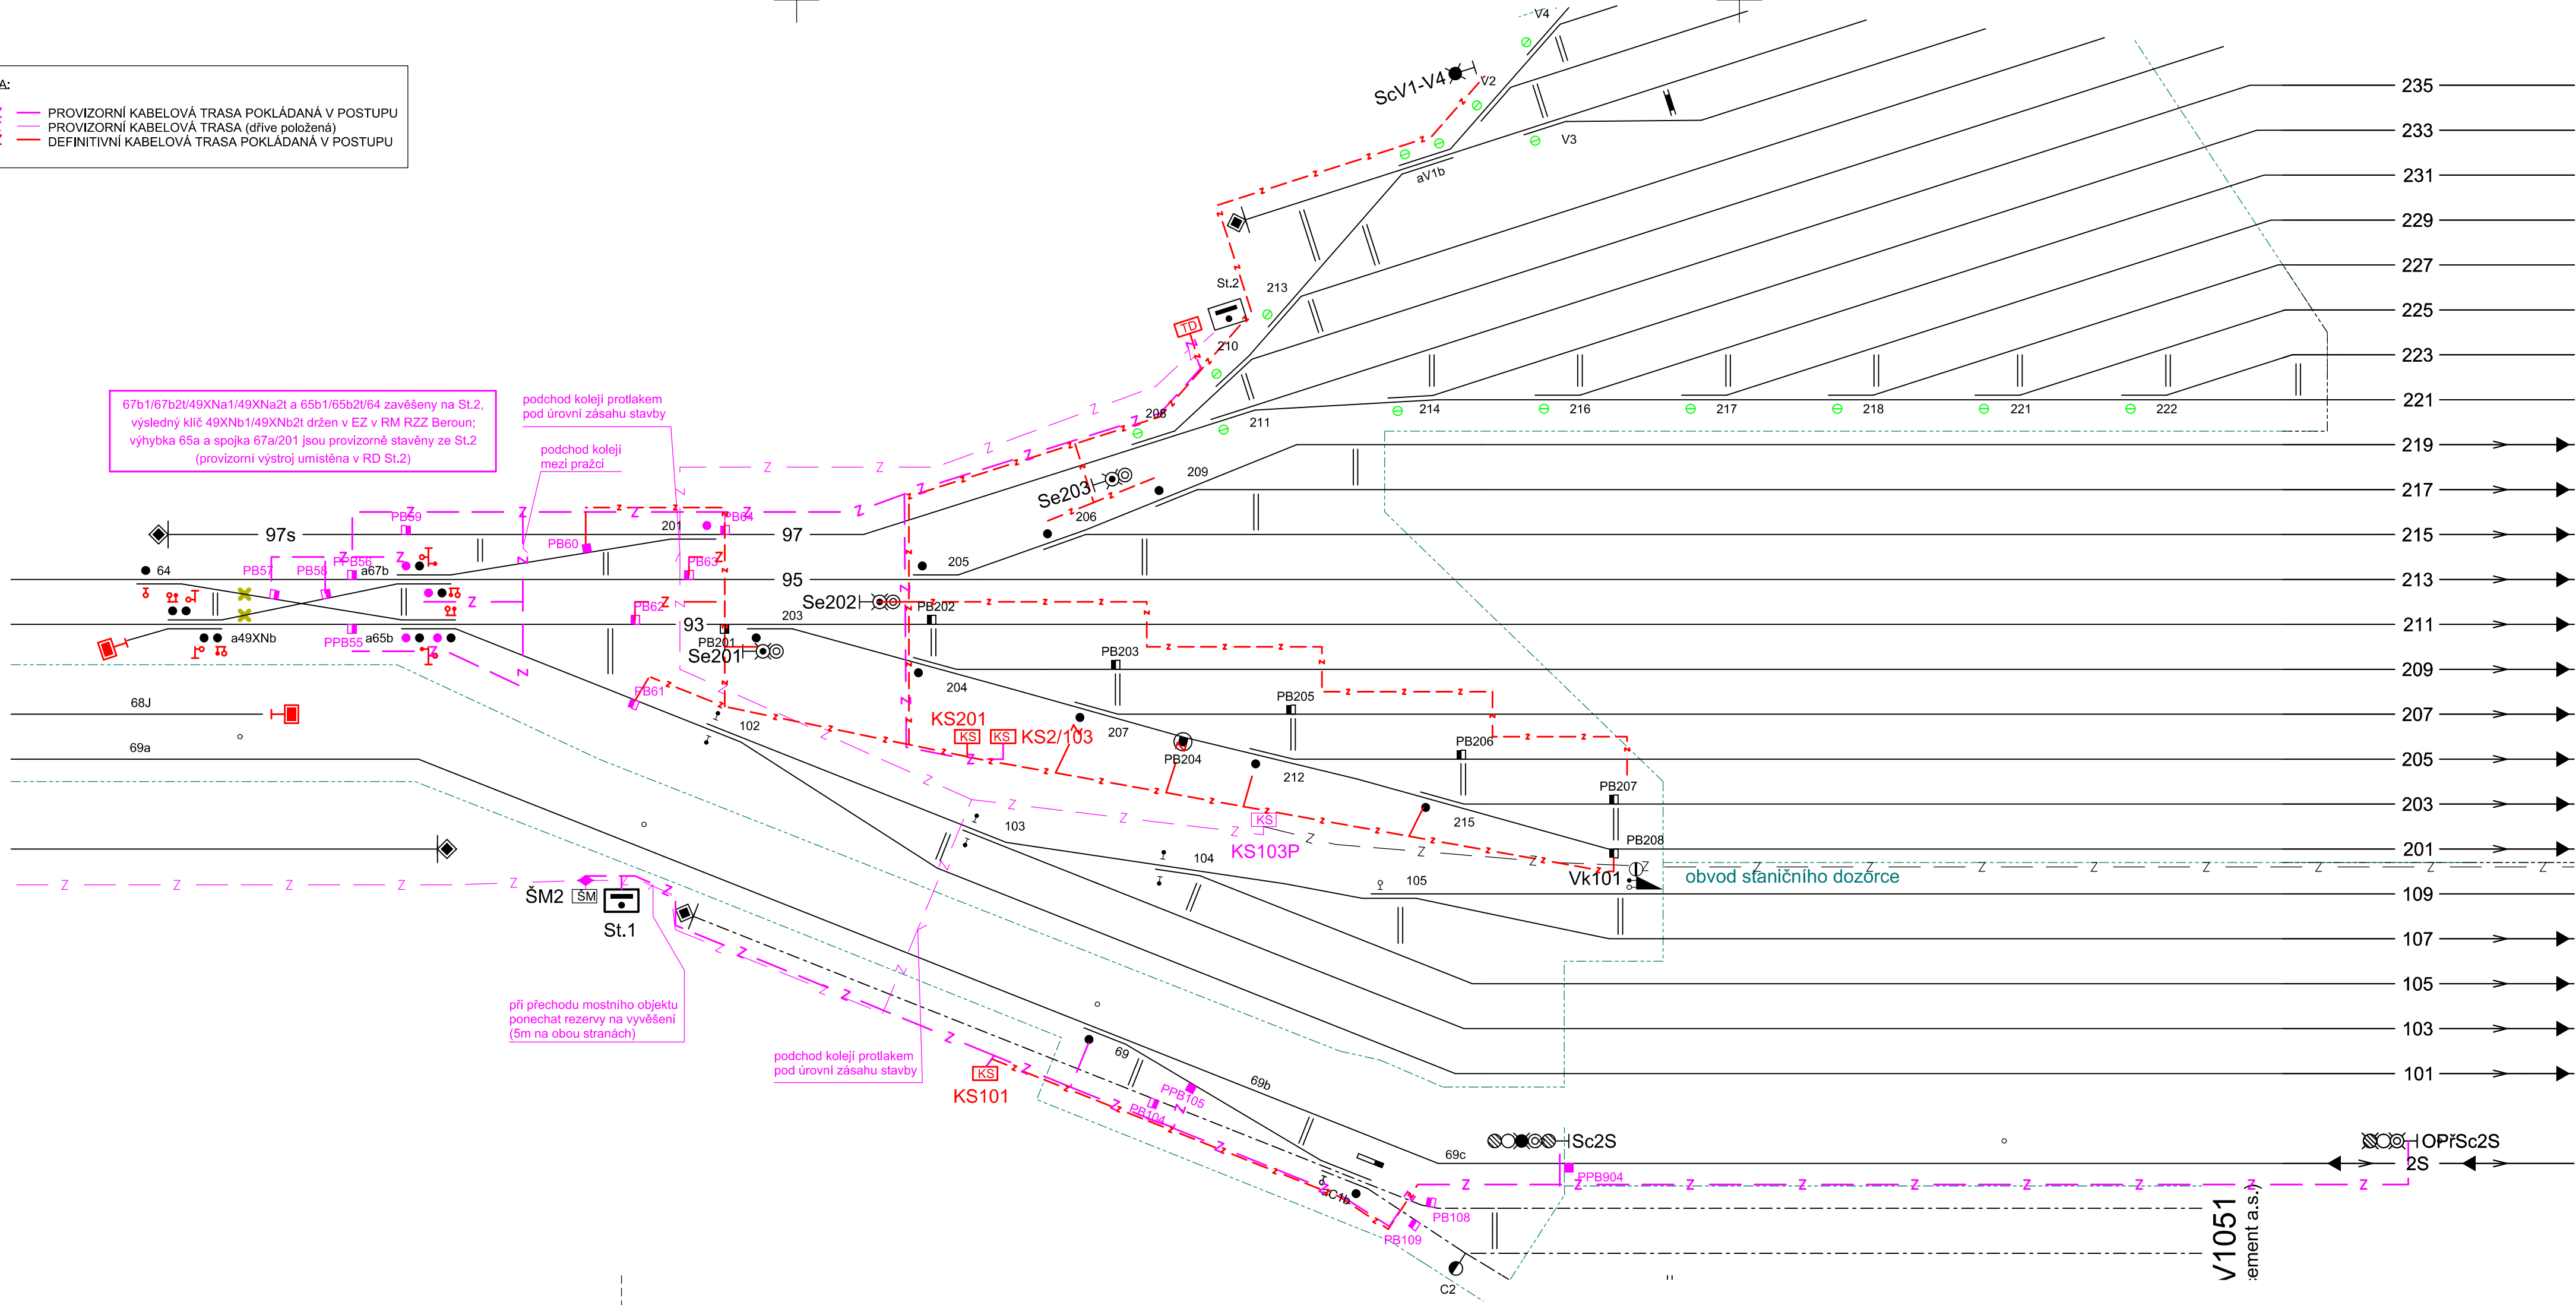 A:
PROVIZORNÍ KABELOVÁ TRASA POKLÁDANÁ V POSTUPU
PROVIZORNÍ KABELOVÁ TRASA (dříve položená)
DEFINITIVNÍ KABELOVÁ TRASA POKLÁDANÁ V POSTUPU
V4
ScV1-V4
V2
V3
aV1b
235
233
231
229
227
225
223
221
219
217
215
213
211
209
207
205
203
201
109
107
105
103
101
2S
St.2
213
TD
210
208
211
214
216
217
218
221
222
67b1/67b2t/49XNa1/49XNa2t a 65b1/65b2t/64 zavěšeny na St.2,
výsledný klíč 49XNb1/49XNb2t držen v EZ v RM RZZ Beroun;
výhybka 65a a spojka 67a/201 jsou provizorně stavěny ze St.2
(provizorní výstroj umístěna v RD St.2)
podchod kolejí protlakem
pod úrovní zásahu stavby
podchod kolejí
mezi pražci
Se203
209
206
97s
PB59
201
PB64
97
PB60
64
PB57
PB58
PPB56
a67b
PB63
95
205
Se202
PB202
a49XNb
PPB55
a65b
PB62
93
PB201
203
Se201
PB203
204
68J
PB61
102
KS201
KS
KS
KS2/103
207
PB204
PB205
PB206
212
69a
PB207
215
103
KS
KS103P
PB208
104
105
Vk101
obvod staničního dozórce
ŠM2
ŠM
St.1
při přechodu mostního objektu
ponechat rezervy na vyvěšení
(5m na obou stranách)
podchod kolejí protlakem
pod úrovní zásahu stavby
KS
KS101
69
69b
PPB105
PB104
aC1b
69c
Sc2S
PPB904
OPřSc2S
PB108
PB109
C2
V1051
cement a.s.)